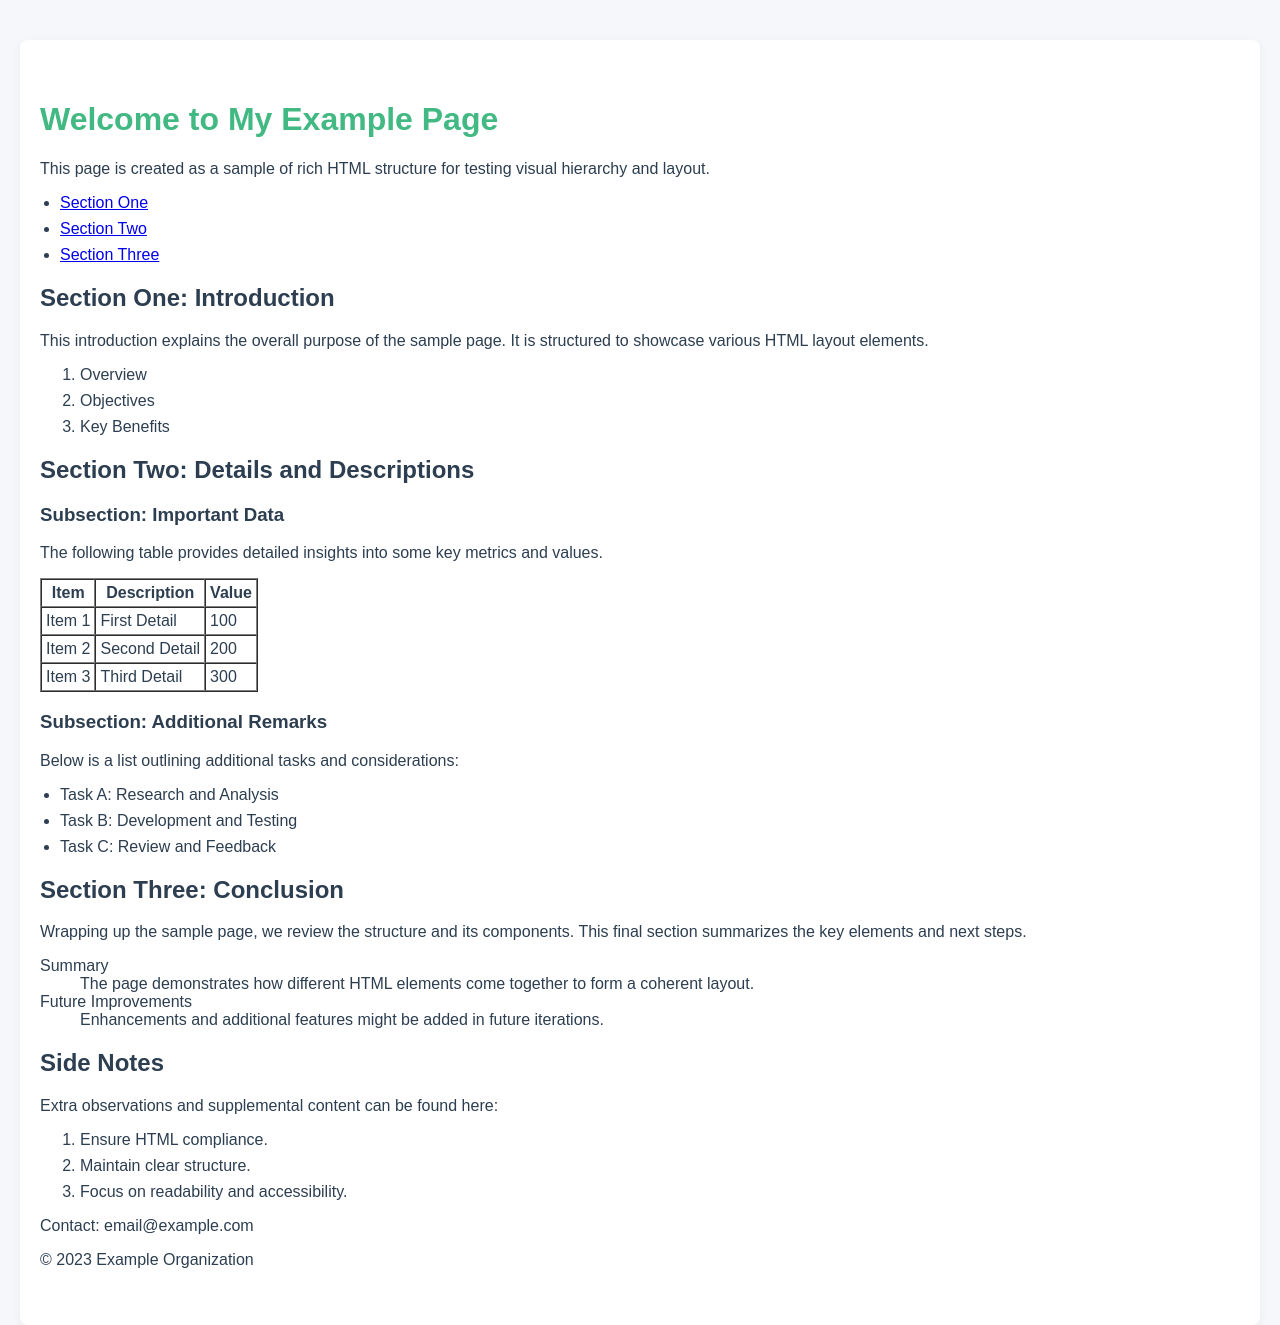 Welcome to My Example Page
This page is created as a sample of rich HTML structure for testing visual hierarchy and layout.
• Section One
• Section Two
• Section Three
Section One: Introduction
This introduction explains the overall purpose of the sample page. It is structured to showcase various HTML layout elements.
1. Overview
2. Objectives
3. Key Benefits
Section Two: Details and Descriptions
Subsection: Important Data
The following table provides detailed insights into some key metrics and values.
Item Description Value
Item 1 First Detail 100
Item 2 Second Detail 200
Item 3 Third Detail 300
Subsection: Additional Remarks
Below is a list outlining additional tasks and considerations:
• Task A: Research and Analysis
• Task B: Development and Testing
• Task C: Review and Feedback
Section Three: Conclusion
Wrapping up the sample page, we review the structure and its components. This final section summarizes the key elements and next steps.
Summary
The page demonstrates how different HTML elements come together to form a coherent layout.
Future Improvements
Enhancements and additional features might be added in future iterations.
Side Notes
Extra observations and supplemental content can be found here:
1. Ensure HTML compliance.
2. Maintain clear structure.
3. Focus on readability and accessibility.
Contact: email@example.com
© 2023 Example Organization